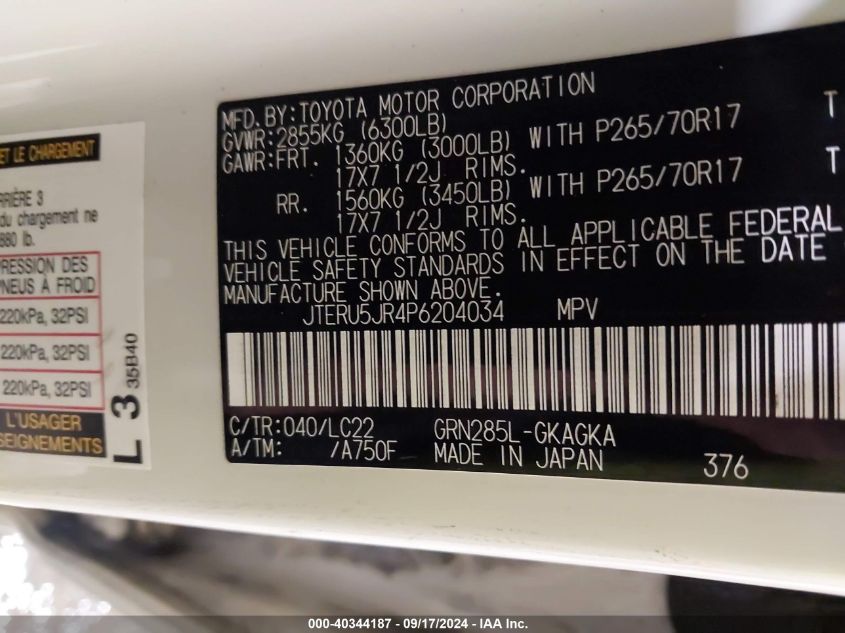 ET LE CHARGEMENT
RRIÈRE 3
du chargement ne
880 lb.
PRESSION DES
PNEUS À FROID
220kPa, 32PSI
220kPa, 32PSI
220kPa, 32PSI
L'USAGER
SEIGNEMENTS
L 3 35B40
MFD.BY:TOYOTA MOTOR CORPORATION
GVWR:2855KG (6300LB)
GAWR:FRT. 1360KG (3000LB) WITH P265/70R17 T
17X7 1/2J RIMS.
RR. 1560KG (3450LB) WITH P265/70R17 T
17X7 1/2J RIMS.
THIS VEHICLE CONFORMS TO ALL APPLICABLE FEDERAL
VEHICLE SAFETY STANDARDS IN EFFECT ON THE DATE
MANUFACTURE SHOWN ABOVE.
JTERU5JR4P6204034 MPV
C/TR:040/LC22 GRN285L-GKAGKA
A/TM: /A750F MADE IN JAPAN 376
000-40344187 - 09/17/2024 - IAA Inc.